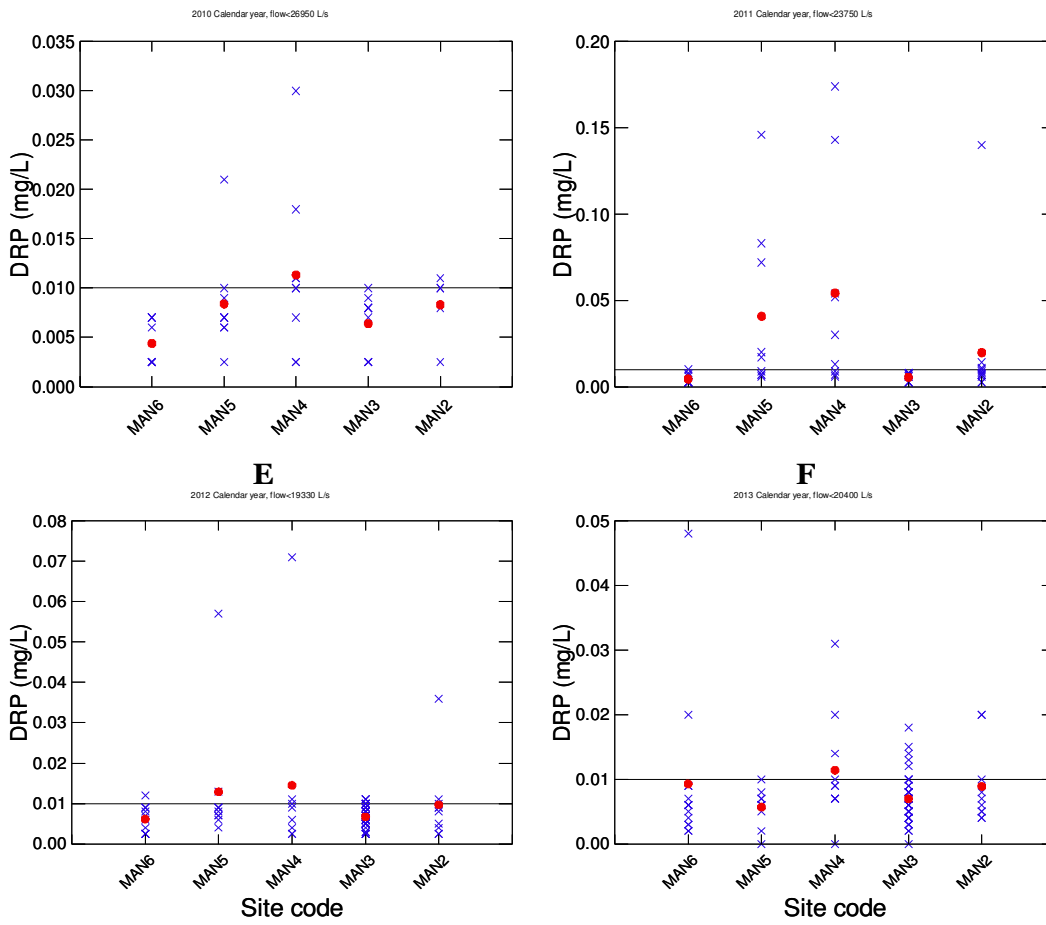 2010 Calendar year, flow<26950 L/s
DRP (mg/L)
0.035
0.030
0.025
0.020
0.015
0.010
0.005
0.000
MAN6 MAN5 MAN4 MAN3 MAN2
2011 Calendar year, flow<23750 L/s
DRP (mg/L)
0.20
0.15
0.10
0.05
0.00
MAN6 MAN5 MAN4 MAN3 MAN2
E
F
2012 Calendar year, flow<19330 L/s
DRP (mg/L)
0.08
0.07
0.06
0.05
0.04
0.03
0.02
0.01
0.00
MAN6 MAN5 MAN4 MAN3 MAN2
Site code
2013 Calendar year, flow<20400 L/s
DRP (mg/L)
0.05
0.04
0.03
0.02
0.01
0.00
MAN6 MAN5 MAN4 MAN3 MAN2
Site code